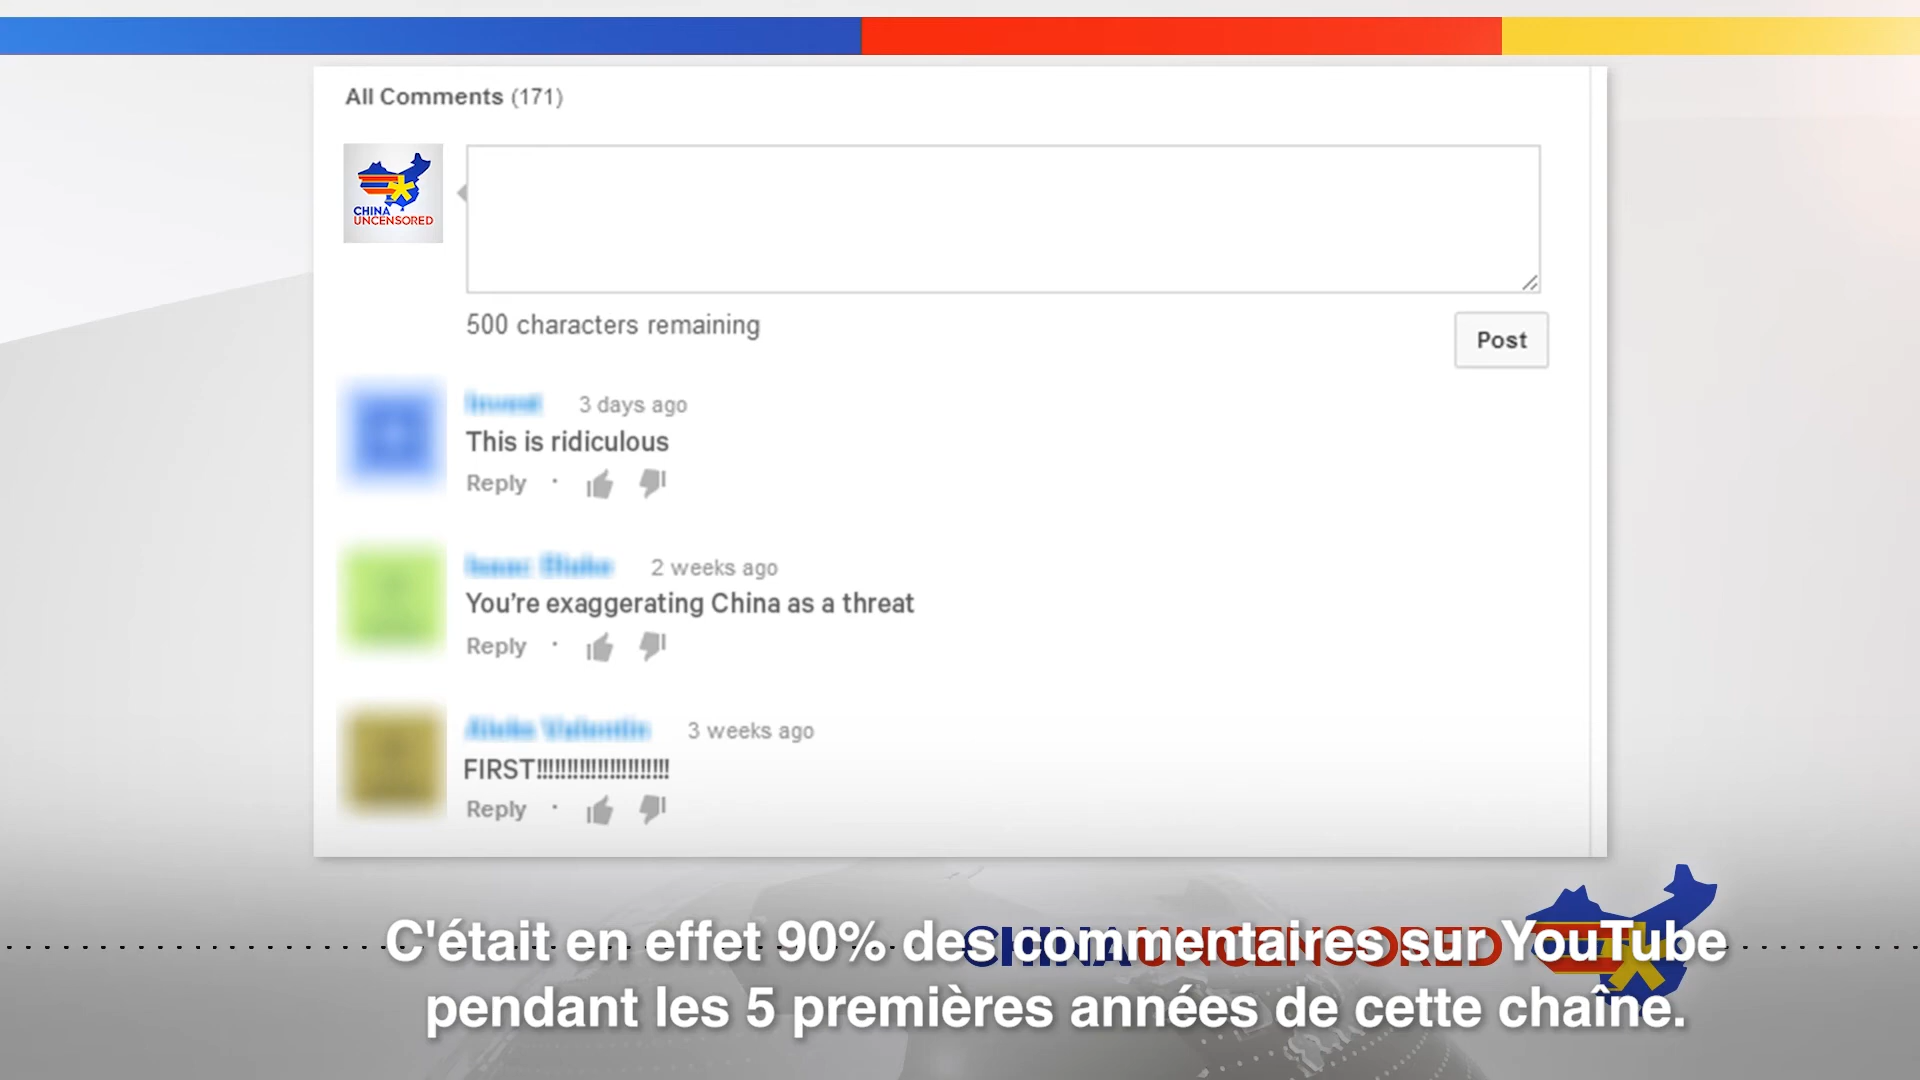 All Comments (171)
CHINA
UNCENSORED
500 characters remaining
Post
3 days ago
This is ridiculous
Reply ·
2 weeks ago
You're exaggerating China as a threat
Reply ·
3 weeks ago
FIRST!!!!!!!!!!!!!!!!!!!!!!
Reply ·
CHINA UNCENSORED
C'était en effet 90% des commentaires sur YouTube
pendant les 5 premières années de cette chaîne.